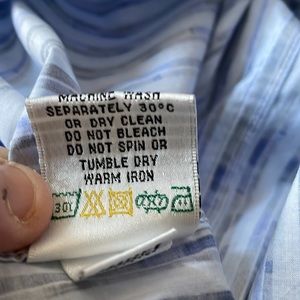 MACHINE WASH
SEPARATELY 30°C
OR DRY CLEAN
DO NOT BLEACH
DO NOT SPIN OR
TUMBLE DRY
WARM IRON
30